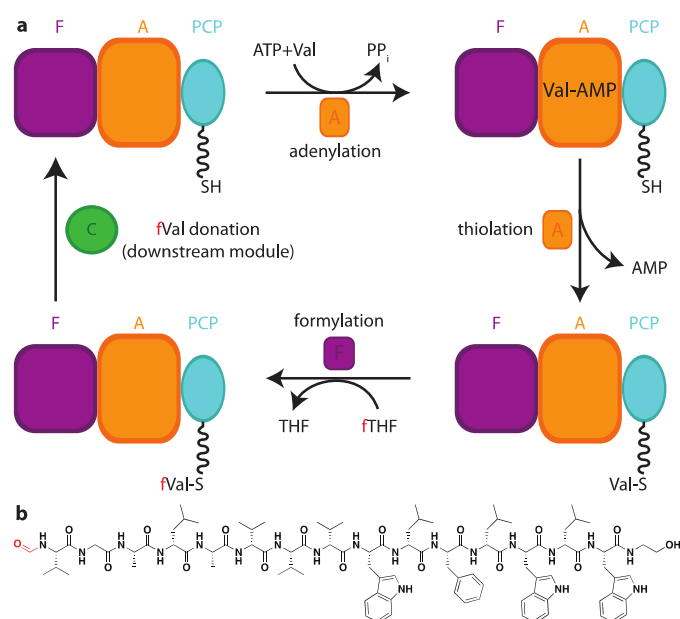 a
F A PCP
ATP+Val PPi
A
adenylation
SH
F A PCP
Val-AMP
SH
C
fVal donation
(downstream module)
thiolation A
AMP
F A PCP
fVal-S
formylation
F
THF fTHF
F A PCP
Val-S
b
O H N O N H O H N O N H O H N O N H O H N O N H O H N O N H O H N O N H O H N O N H O H N OH
NH NH NH